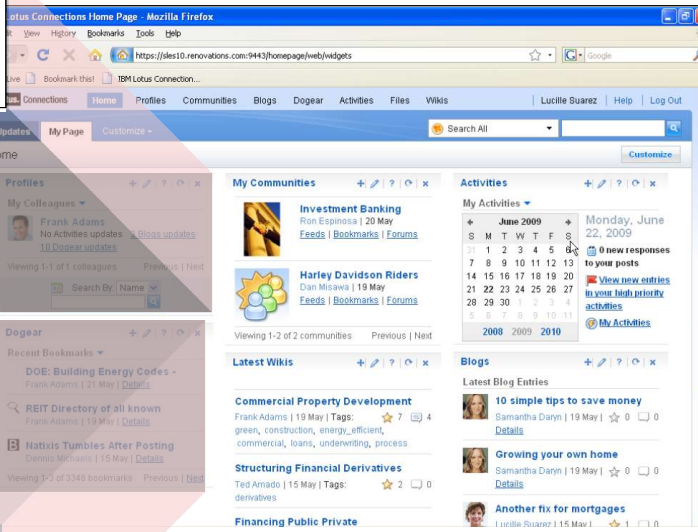 Lotus Connections Home Page - Mozilla Firefox
View History Bookmarks Tools Help
https://sles10.renovations.com:9443/homepage/web/widgets
Google
Live Bookmark this! IBM Lotus Connection...
Lotus. Connections Home Profiles Communities Blogs Dogear Activities Files Wikis | Lucille Suarez | Help | Log Out
Updates My Page Customize
Search All
Customize
Profiles + | ? | x
My Colleagues
Frank Adams
No Activities updates 2 Blogs updates
10 Dogear updates
Viewing 1-1 of 1 colleagues Previous | Next
Search By: Name
Dogear + | ? | x
Recent Bookmarks
DOE: Building Energy Codes -
Frank Adams | 21 May | Details
REIT Directory of all known
Frank Adams | 19 May | Details
B Natixis Tumbles After Posting
Dennis Michaels | 15 May | Details
Viewing 1-3 of 3348 bookmarks Previous | Next
My Communities + | ? | x
Investment Banking
Ron Espinosa | 20 May
Feeds | Bookmarks | Forums
Harley Davidson Riders
Dan Misawa | 19 May
Feeds | Bookmarks | Forums
Viewing 1-2 of 2 communities Previous | Next
Latest Wikis + | ? | x
Commercial Property Development
Frank Adams | 19 May | Tags: 7 4
green, construction, energy_efficient,
commercial, loans, underwriting, process
Structuring Financial Derivatives
Ted Amado | 15 May | Tags: 2 0
derivatives
Financing Public Private
Activities + | ? | x
My Activities
June 2009
S M T W T F S
31 1 2 3 4 5 6
7 8 9 10 11 12 13
14 15 16 17 18 19 20
21 22 23 24 25 26 27
28 29 30 1 2 3 4
5 6 7 8 9 10 11
2008 2009 2010
Monday, June
22, 2009
0 new responses
to your posts
View new entries
in your high priority
activities
My Activities
Blogs + | ? | x
Latest Blog Entries
10 simple tips to save money
Samantha Daryn | 19 May | 0 0
Details
Growing your own home
Samantha Daryn | 19 May | 0 0
Details
Another fix for mortgages
Lucille Suarez | 15 May | 0 0